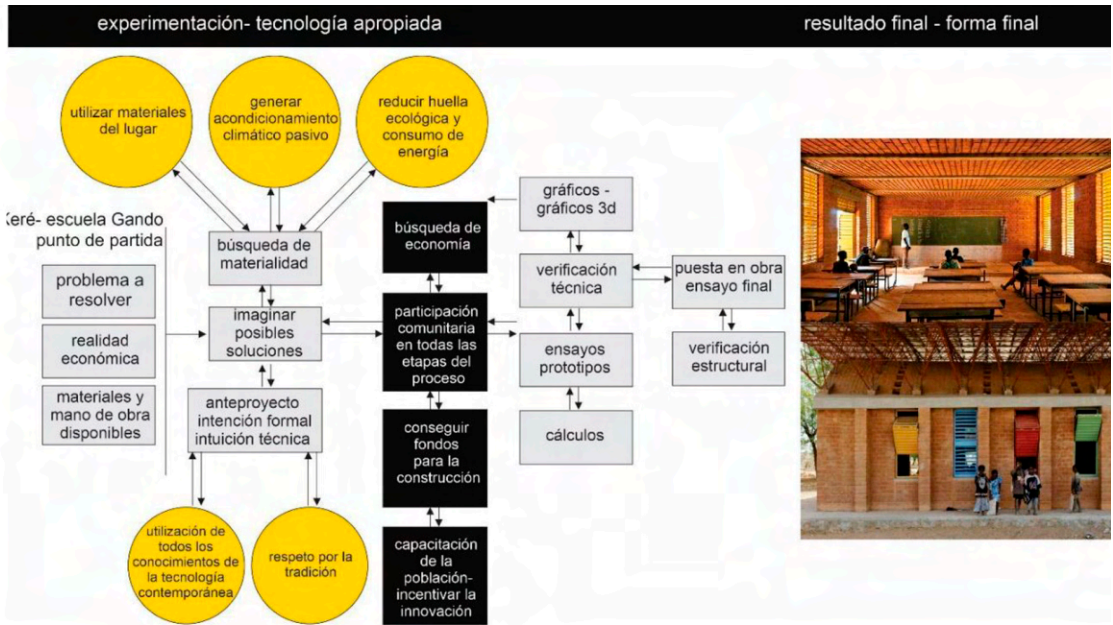 experimentación- tecnología apropiada
resultado final - forma final
utilizar materiales
del lugar
generar
acondicionamiento
climático pasivo
reducir huella
ecológica y
consumo de
energía
Keré- escuela Gando
punto de partida
problema a
resolver
realidad
económica
materiales y
mano de obra
disponibles
búsqueda de
materialidad
imaginar
posibles
soluciones
anteproyecto
intención formal
intuición técnica
utilización de
todos los
conocimientos de
la tecnología
contemporánea
respeto por la
tradición
búsqueda de
economía
participación
comunitaria
en todas las
etapas del
proceso
conseguir
fondos
para la
construcción
capacitación
de la
población-
incentivar la
innovación
gráficos -
gráficos 3d
verificación
técnica
ensayos
prototipos
cálculos
puesta en obra
ensayo final
verificación
estructural